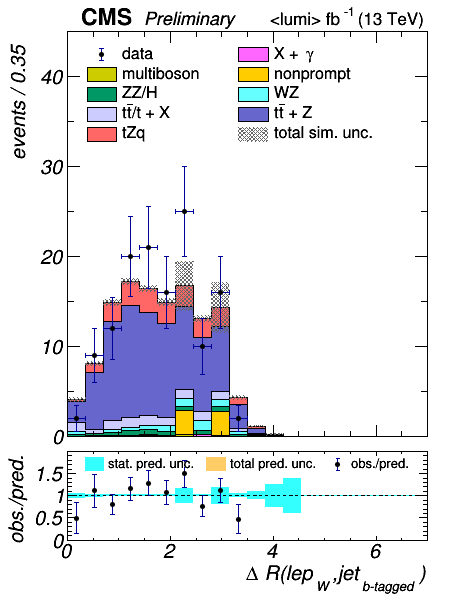 CMS Preliminary <lumi> fb⁻¹ (13 TeV)
events / 0.35
40
30
20
10
0
data
X + γ
multiboson
nonprompt
ZZ/H
WZ
tt̄/t + X
tt̄ + Z
tZq
total sim. unc.
obs./pred.
1.5
1
0.5
0
stat. pred. unc.
total pred. unc.
obs./pred.
0 2 4 6
Δ R(lep_W,jet_b-tagged)